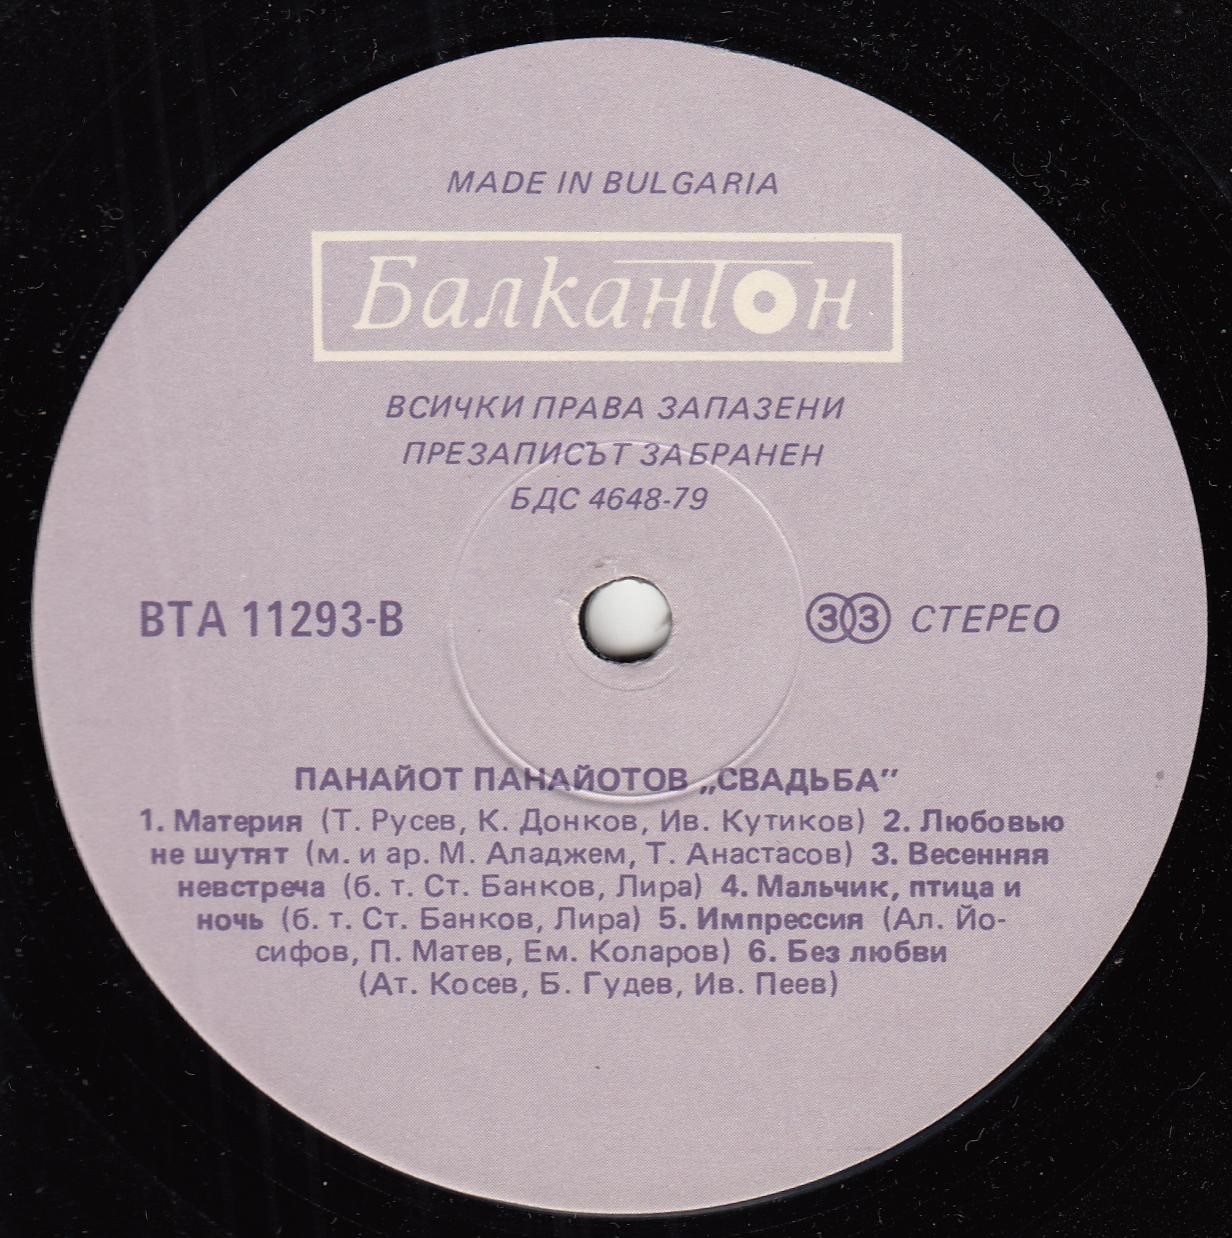 MADE IN BULGARIA
Балкантон
ВСИЧКИ ПРАВА ЗАПАЗЕНИ
ПРЕЗАПИСЪТ ЗАБРАНЕН
БДС 4648-79
ВТА 11293-В 33 СТЕРЕО
ПАНАЙОТ ПАНАЙОТОВ „СВАДЬБА”
1. Материя (Т. Русев, К. Донков, Ив. Кутиков) 2. Любовью
не шутят (м. и ар. М. Аладжем, Т. Анастасов) 3. Весенняя
невстреча (б. т. Ст. Банков, Лира) 4. Мальчик, птица и
ночь (б. т. Ст. Банков, Лира) 5. Импрессия (Ал. Йо-
сифов, П. Матев, Ем. Коларов) 6. Без любви
(Ат. Косев, Б. Гудев, Ив. Пеев)